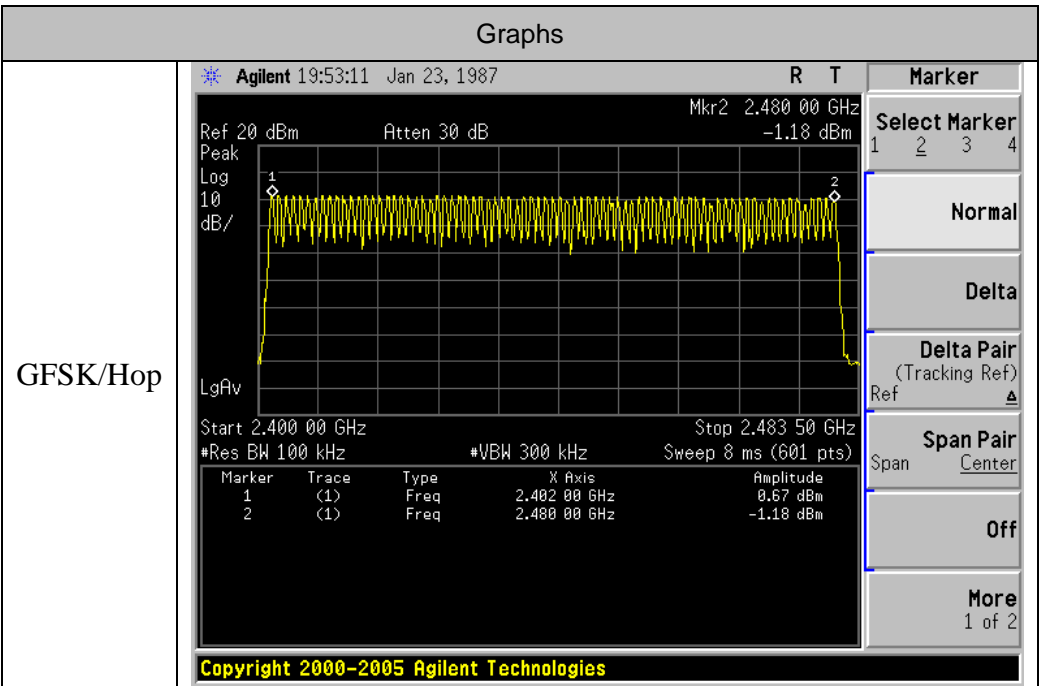 Graphs
GFSK/Hop
Agilent 19:53:11 Jan 23, 1987 R T
Mkr2 2.480 00 GHz
Ref 20 dBm Atten 30 dB -1.18 dBm
Peak
Log
10
dB/
1
2
LgAv
Start 2.400 00 GHz Stop 2.483 50 GHz
#Res BW 100 kHz #VBW 300 kHz Sweep 8 ms (601 pts)
Marker Trace Type X Axis Amplitude
1 (1) Freq 2.402 00 GHz 0.67 dBm
2 (1) Freq 2.480 00 GHz -1.18 dBm
Marker
Select Marker
1 2 3 4
Normal
Delta
Delta Pair
(Tracking Ref)
Ref Δ
Span Pair
Span Center
Off
More
1 of 2
Copyright 2000-2005 Agilent Technologies